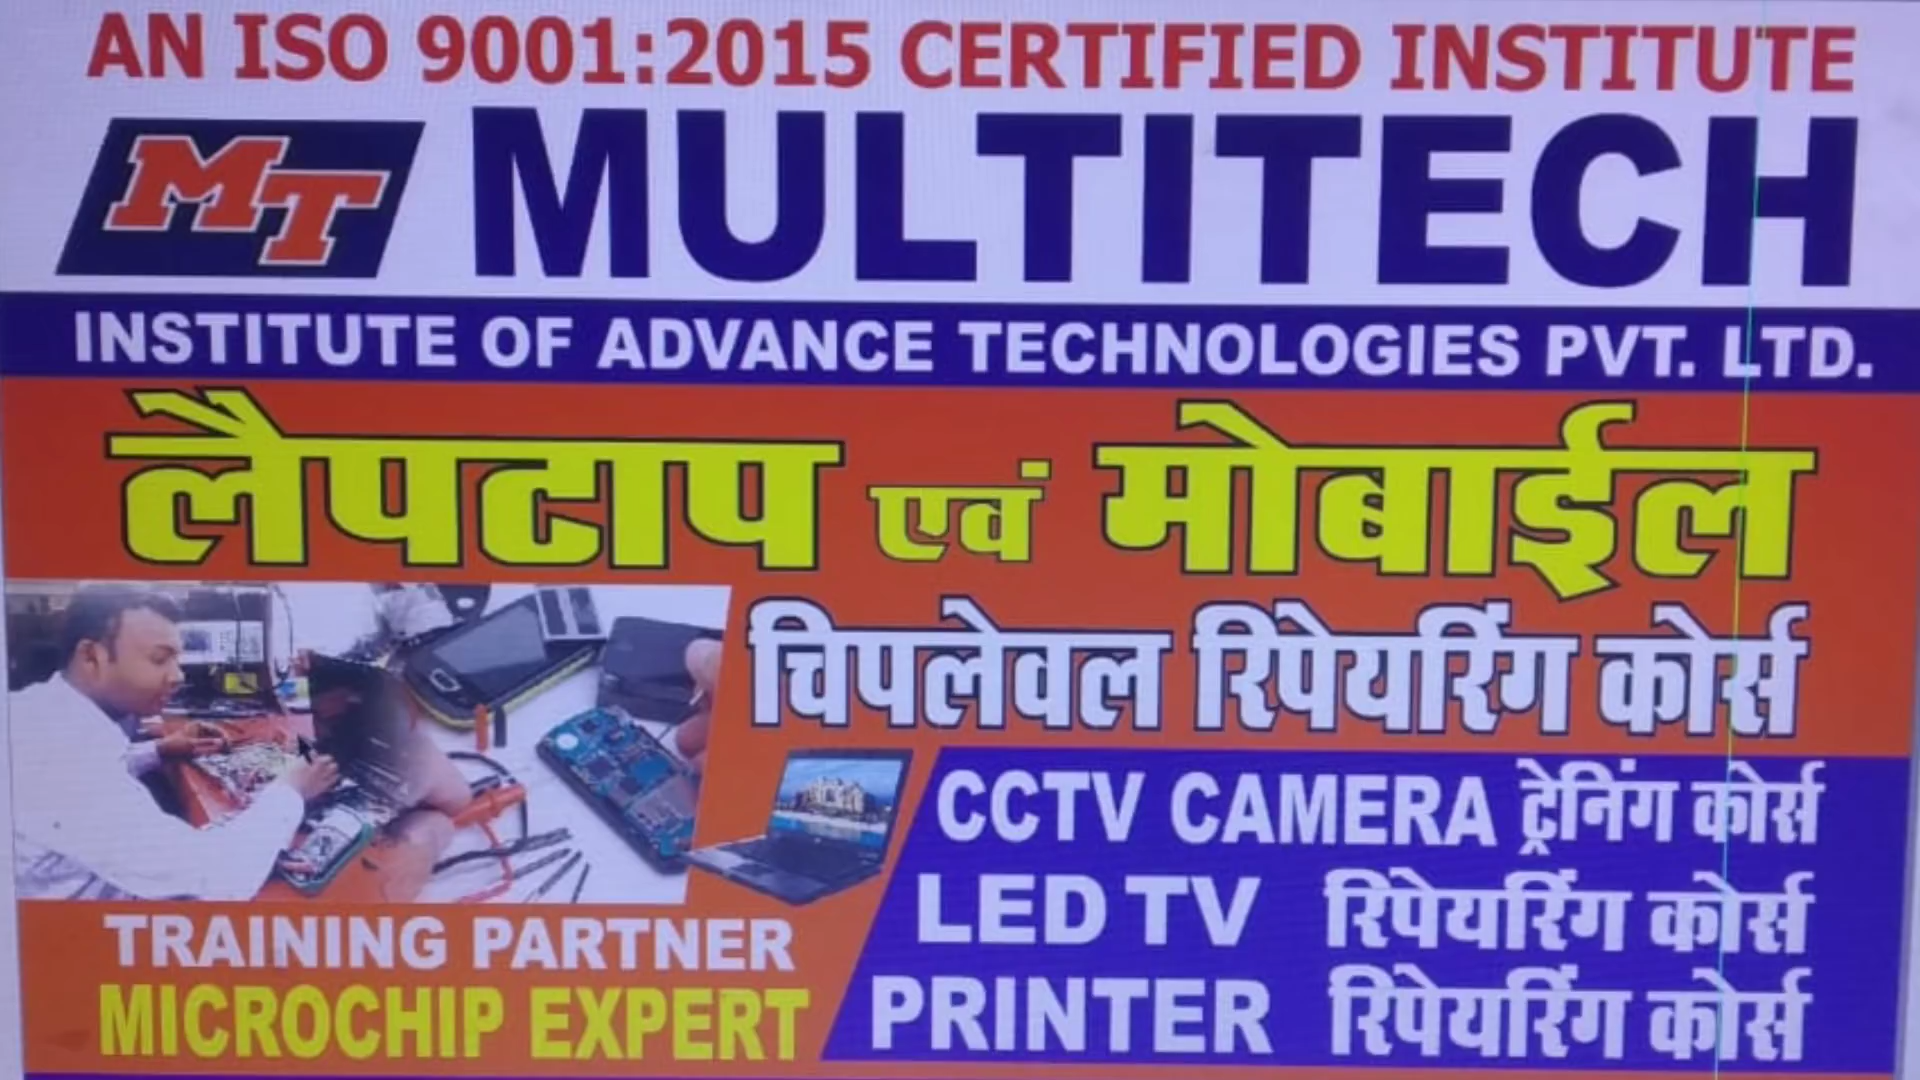 AN ISO 9001:2015 CERTIFIED INSTITUTE
MT MULTITECH
INSTITUTE OF ADVANCE TECHNOLOGIES PVT. LTD.
लैपटाप एवं मोबाईल
चिपलेवल रिपेयरिंग कोर्स
CCTV CAMERA ट्रेनिंग कोर्स
LED TV रिपेयरिंग कोर्स
PRINTER रिपेयरिंग कोर्स
TRAINING PARTNER
MICROCHIP EXPERT